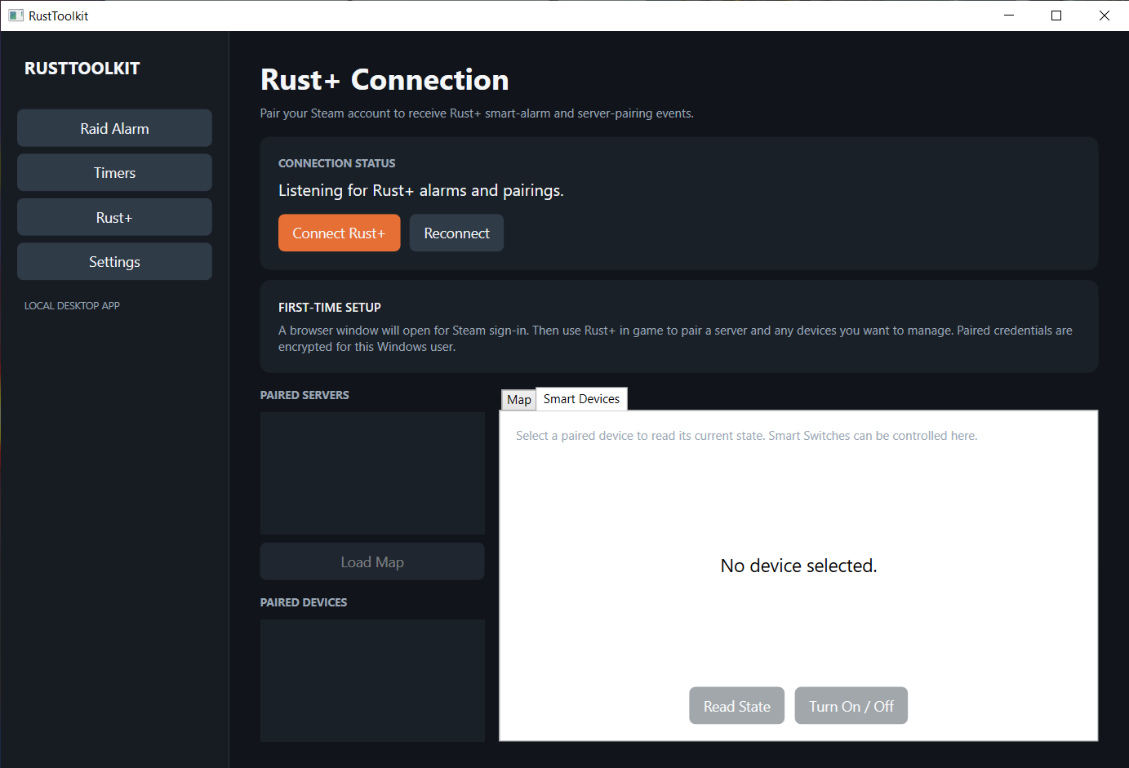 RustToolkit
RUSTTOOLKIT
Raid Alarm
Timers
Rust+
Settings
LOCAL DESKTOP APP
Rust+ Connection
Pair your Steam account to receive Rust+ smart-alarm and server-pairing events.
CONNECTION STATUS
Listening for Rust+ alarms and pairings.
Connect Rust+
Reconnect
FIRST-TIME SETUP
A browser window will open for Steam sign-in. Then use Rust+ in game to pair a server and any devices you want to manage. Paired credentials are
encrypted for this Windows user.
PAIRED SERVERS
Load Map
PAIRED DEVICES
Map
Smart Devices
Select a paired device to read its current state. Smart Switches can be controlled here.
No device selected.
Read State
Turn On / Off